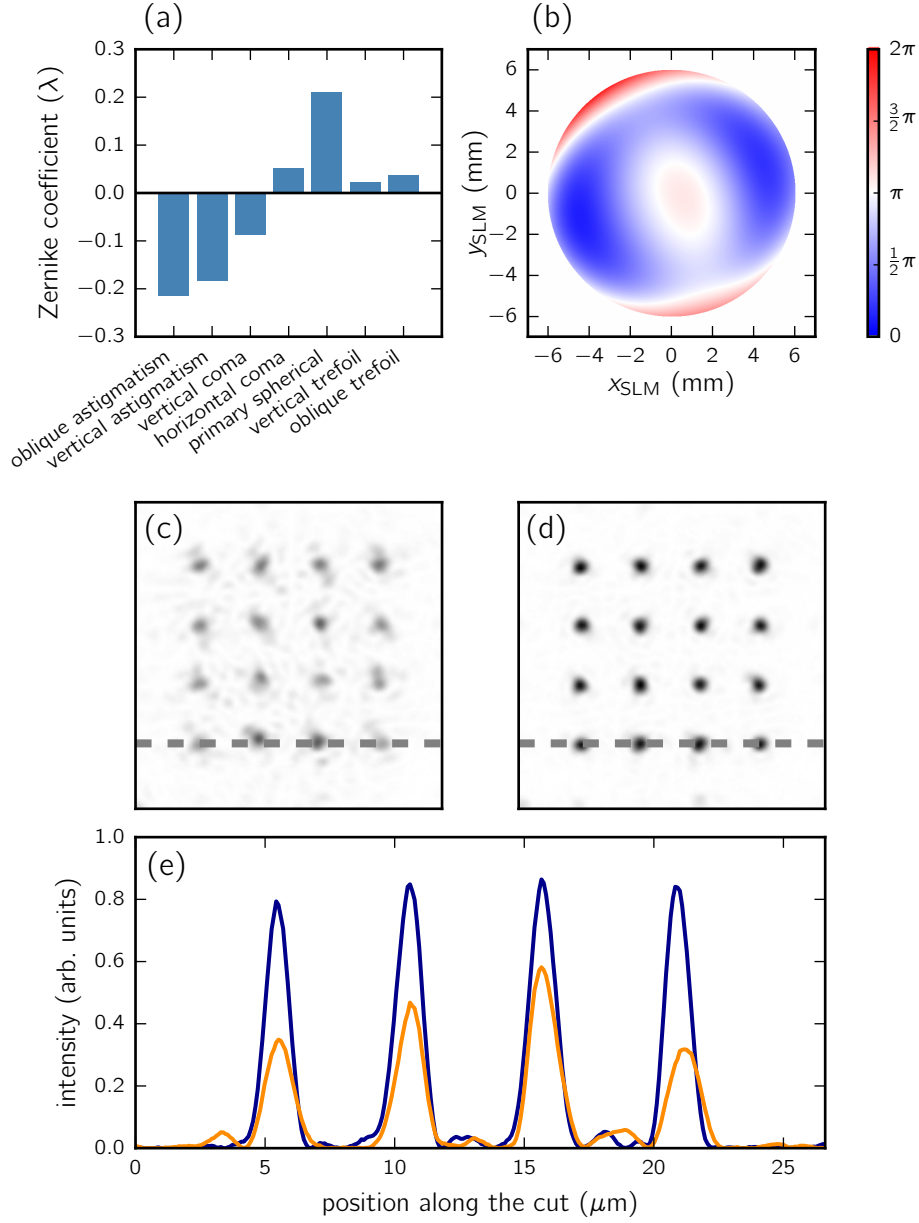 (a)
Zernike coefficient (λ)
0.3
0.2
0.1
0.0
−0.1
−0.2
−0.3
oblique astigmatism
vertical astigmatism
vertical coma
horizontal coma
primary spherical
vertical trefoil
oblique trefoil
(b)
y_SLM (mm)
6
4
2
0
−2
−4
−6
−6 −4 −2 0 2 4 6
x_SLM (mm)
2π
3/2 π
π
1/2 π
0
(c)
(d)
(e)
intensity (arb. units)
1.0
0.8
0.6
0.4
0.2
0.0
0 5 10 15 20 25
position along the cut (μm)